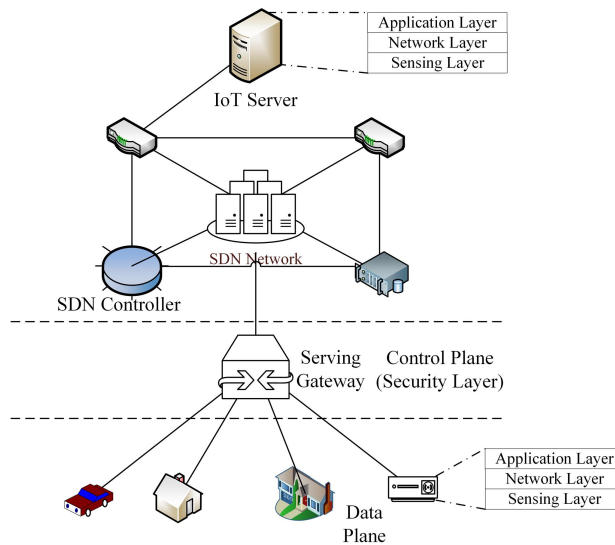 Application Layer
Network Layer
Sensing Layer
IoT Server
SDN Network
SDN Controller
Serving
Gateway
Control Plane
(Security Layer)
Application Layer
Network Layer
Sensing Layer
Data
Plane